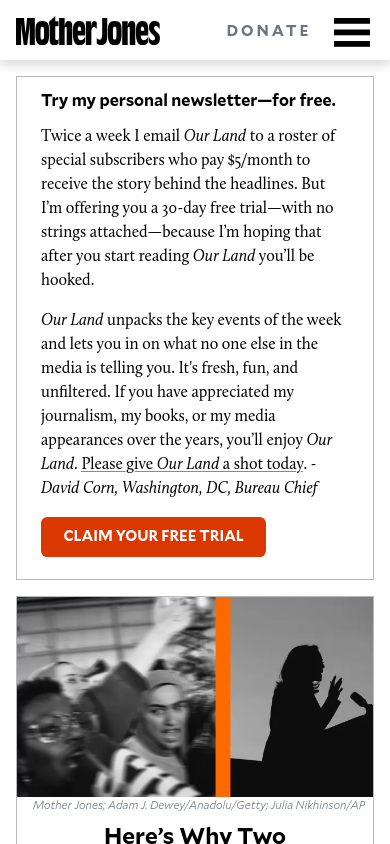 Mother Jones
DONATE
Try my personal newsletter—for free.
Twice a week I email Our Land to a roster of
special subscribers who pay $5/month to
receive the story behind the headlines. But
I’m offering you a 30-day free trial—with no
strings attached—because I’m hoping that
after you start reading Our Land you’ll be
hooked.
Our Land unpacks the key events of the week
and lets you in on what no one else in the
media is telling you. It's fresh, fun, and
unfiltered. If you have appreciated my
journalism, my books, or my media
appearances over the years, you’ll enjoy Our
Land. Please give Our Land a shot today. -
David Corn, Washington, DC, Bureau Chief
CLAIM YOUR FREE TRIAL
Mother Jones; Adam J. Dewey/Anadolu/Getty; Julia Nikhinson/AP
Here’s Why Two